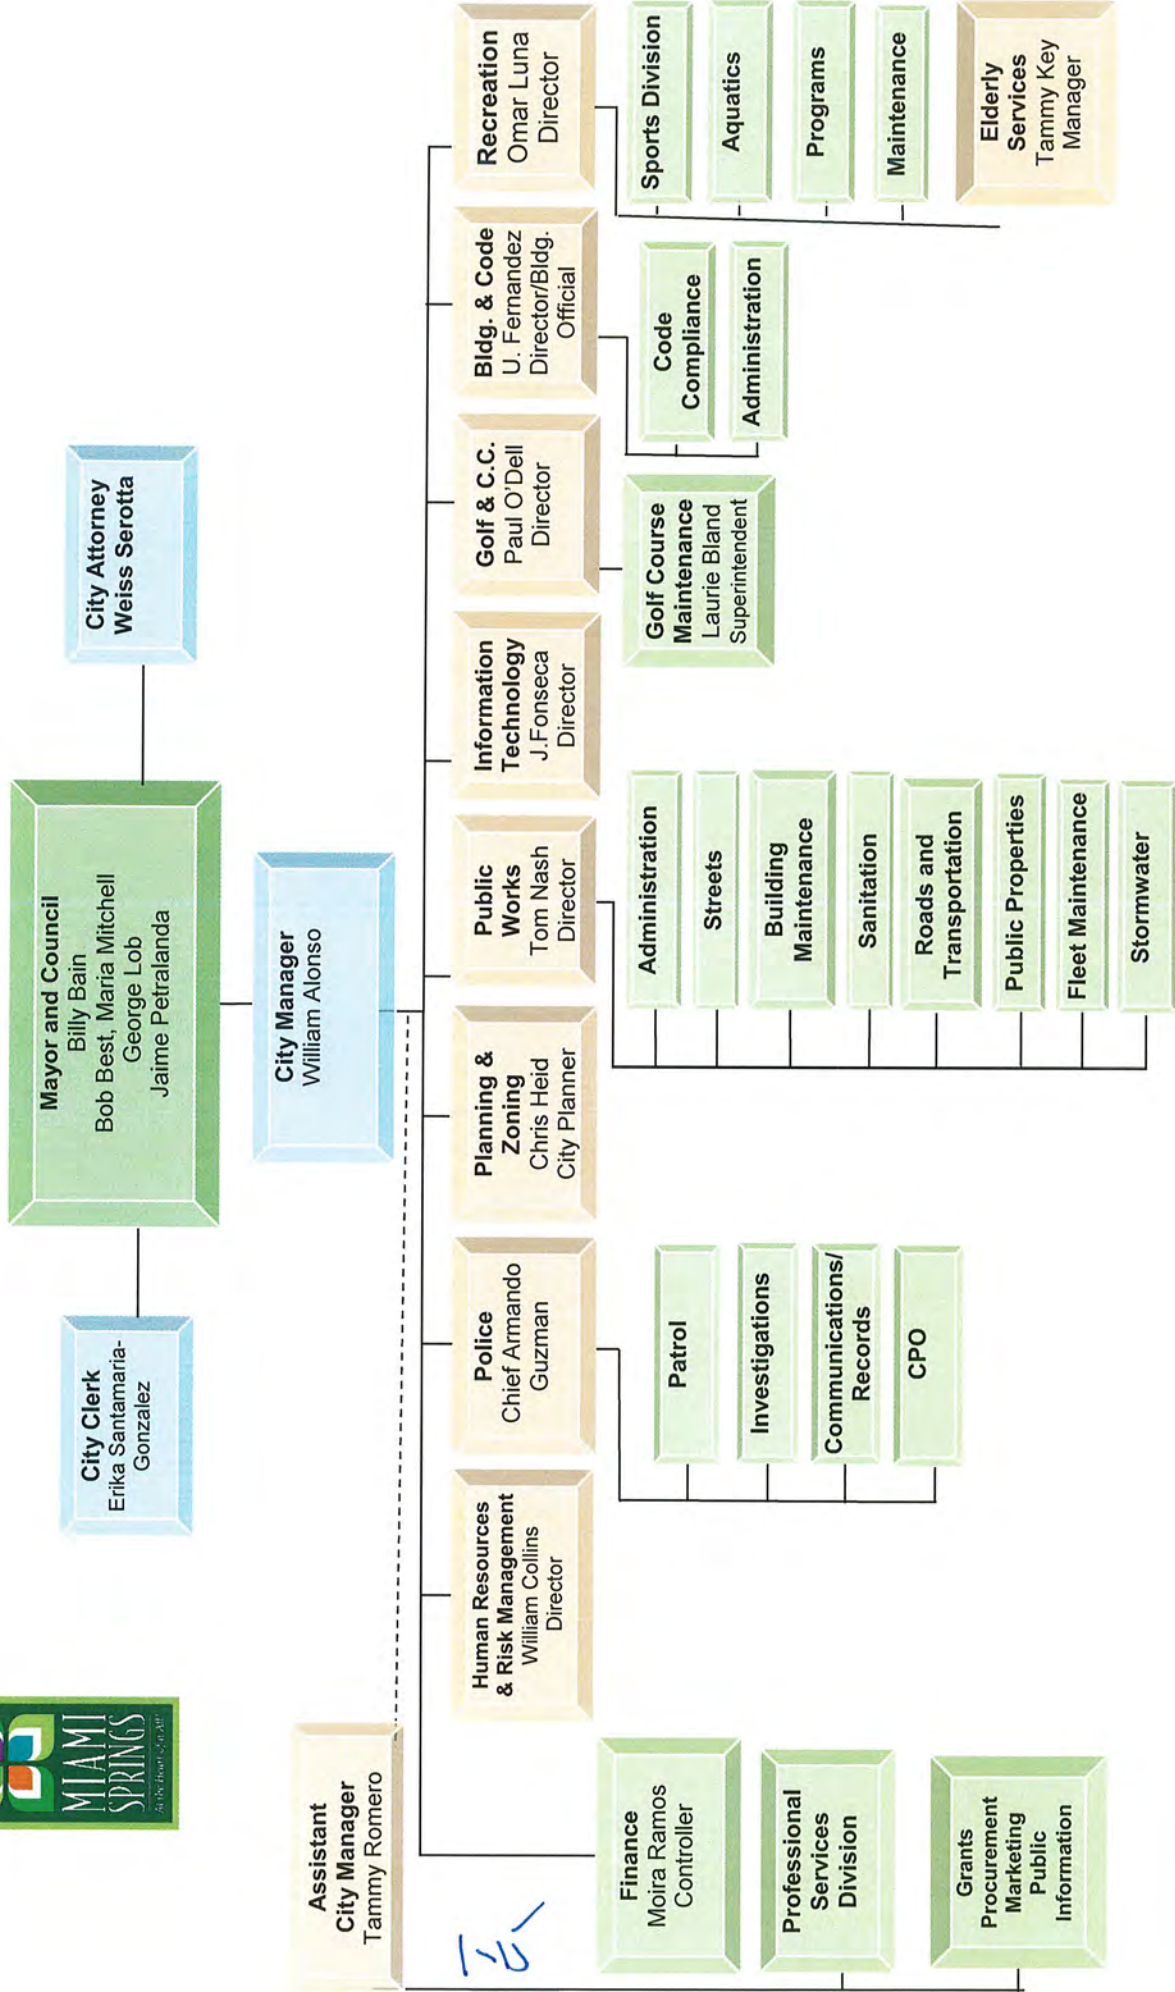 MIAMI
SPRINGS
Mayor and Council
Billy Bain
Bob Best, Maria Mitchell
George Lob
Jaime Petralanda
City Clerk
Erika Santamaria-
Gonzalez
City Attorney
Weiss Serotta
City Manager
William Alonso
Assistant
City Manager
Tammy Romero
Finance
Moira Ramos
Controller
Professional
Services
Division
Grants
Procurement
Marketing
Public
Information
Human Resources
& Risk Management
William Collins
Director
Police
Chief Armando
Guzman
Patrol
Investigations
Communications/
Records
CPO
Planning &
Zoning
Chris Heid
City Planner
Public
Works
Tom Nash
Director
Administration
Streets
Building
Maintenance
Sanitation
Roads and
Transportation
Public Properties
Fleet Maintenance
Stormwater
Information
Technology
J.Fonseca
Director
Golf & C.C.
Paul O'Dell
Director
Golf Course
Maintenance
Laurie Bland
Superintendent
Bldg. & Code
U. Fernandez
Director/Bldg.
Official
Code
Compliance
Administration
Recreation
Omar Luna
Director
Sports Division
Aquatics
Programs
Maintenance
Elderly
Services
Tammy Key
Manager